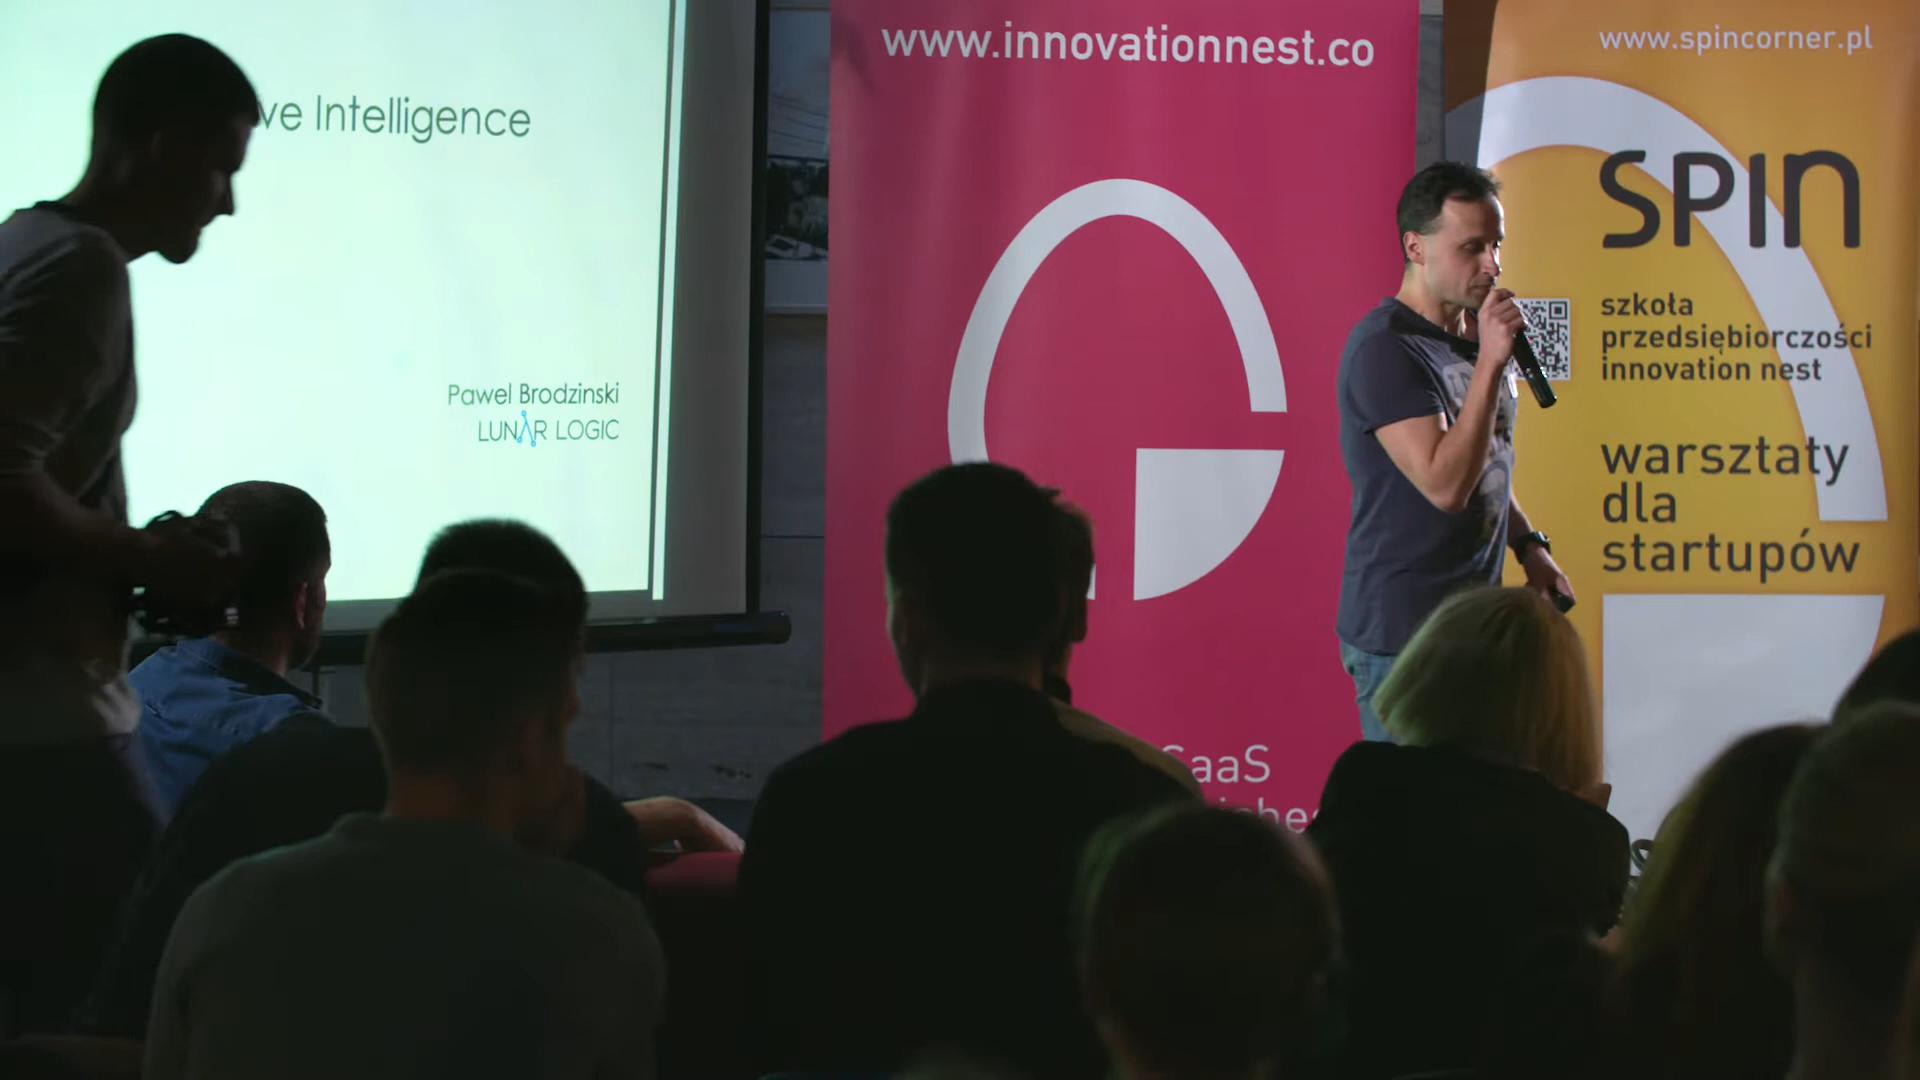 ve Intelligence
Pawel Brodzinski
LUNAR LOGIC
www.innovationnest.co
SaaS
www.spincorner.pl
SPIN
szkoła
przedsiębiorczości
innovation nest
warsztaty
dla
startupów